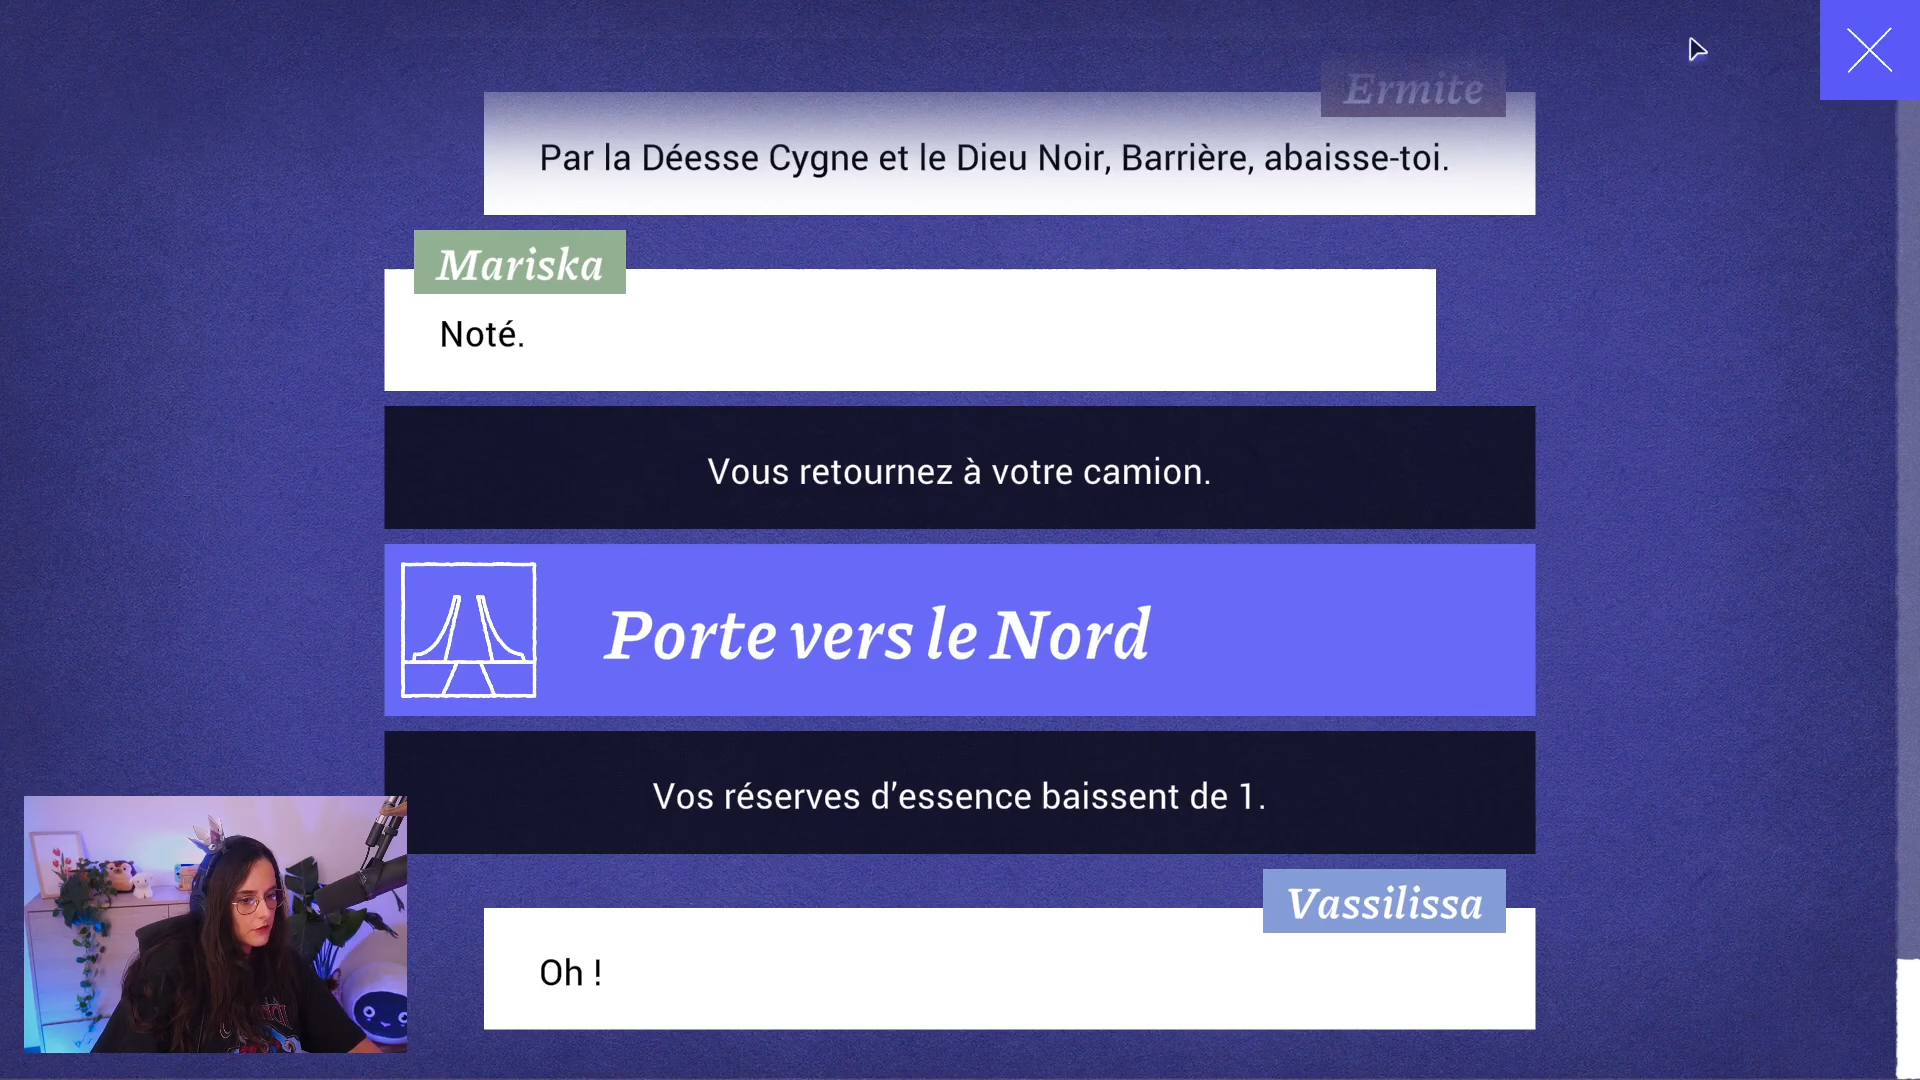 Ermite
Par la Déesse Cygne et le Dieu Noir, Barrière, abaisse-toi.
Mariska
Noté.
Vous retournez à votre camion.
Porte vers le Nord
Vos réserves d’essence baissent de 1.
Vassilissa
Oh !